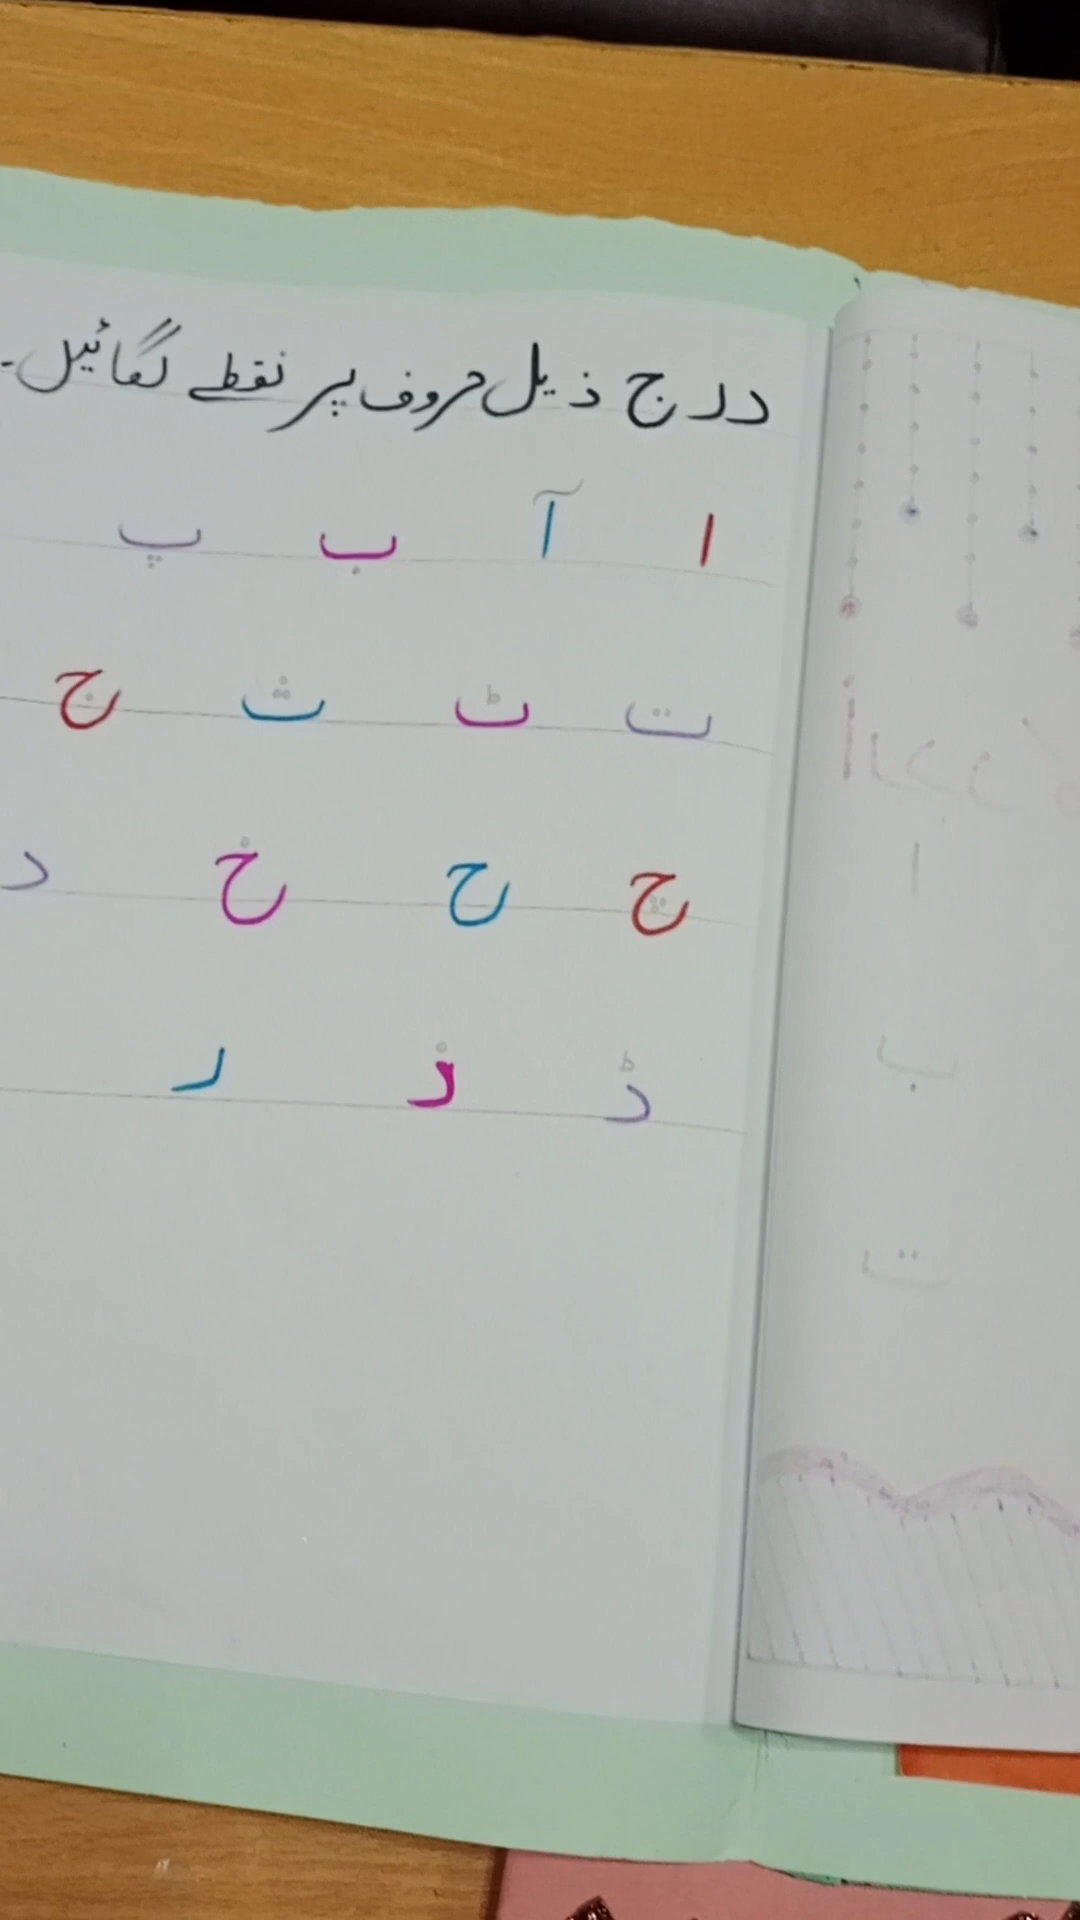 درج ذیل حروف پر نقطے لگائیں۔
ا آ ب پ
ت ٹ ث ج
چ ح خ د
ڈ ذ ر
ا
ب
ت